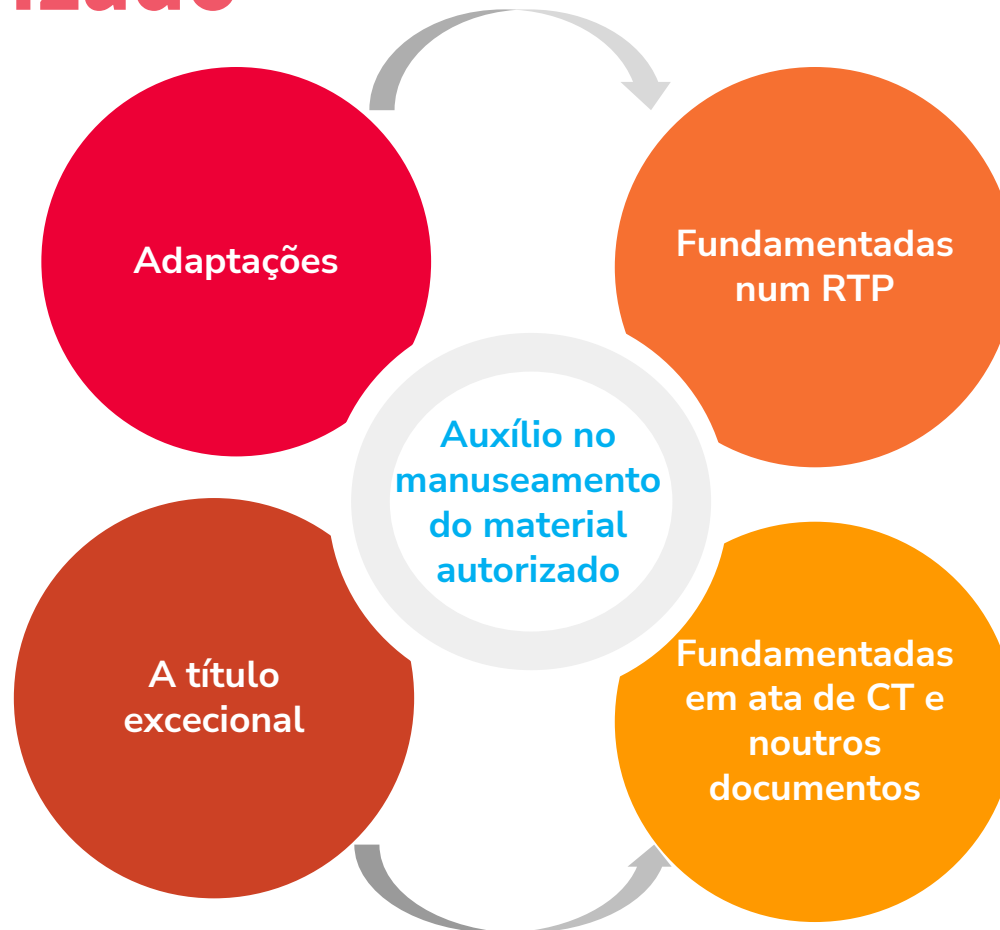 Adaptações
Fundamentadas
num RTP
Auxílio no
manuseamento
do material
autorizado
A título
excecional
Fundamentadas
em ata de CT e
noutros
documentos